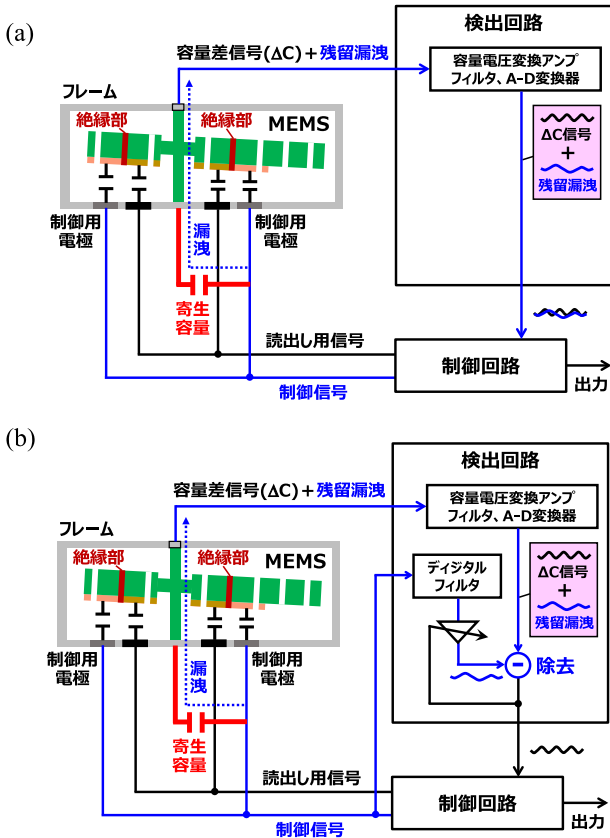 (a)
検出回路
容量差信号(ΔC)+残留漏洩
容量電圧変換アンプ
フィルタ、A-D変換器
フレーム
絶縁部
絶縁部
MEMS
ΔC信号
+
残留漏洩
制御用
電極
漏洩
制御用
電極
寄生
容量
読出し用信号
制御回路
制御信号
出力
(b)
検出回路
容量差信号(ΔC)+残留漏洩
容量電圧変換アンプ
フィルタ、A-D変換器
フレーム
絶縁部
絶縁部
MEMS
ディジタル
フィルタ
ΔC信号
+
残留漏洩
制御用
電極
漏洩
制御用
電極
-
除去
寄生
容量
読出し用信号
制御回路
制御信号
出力